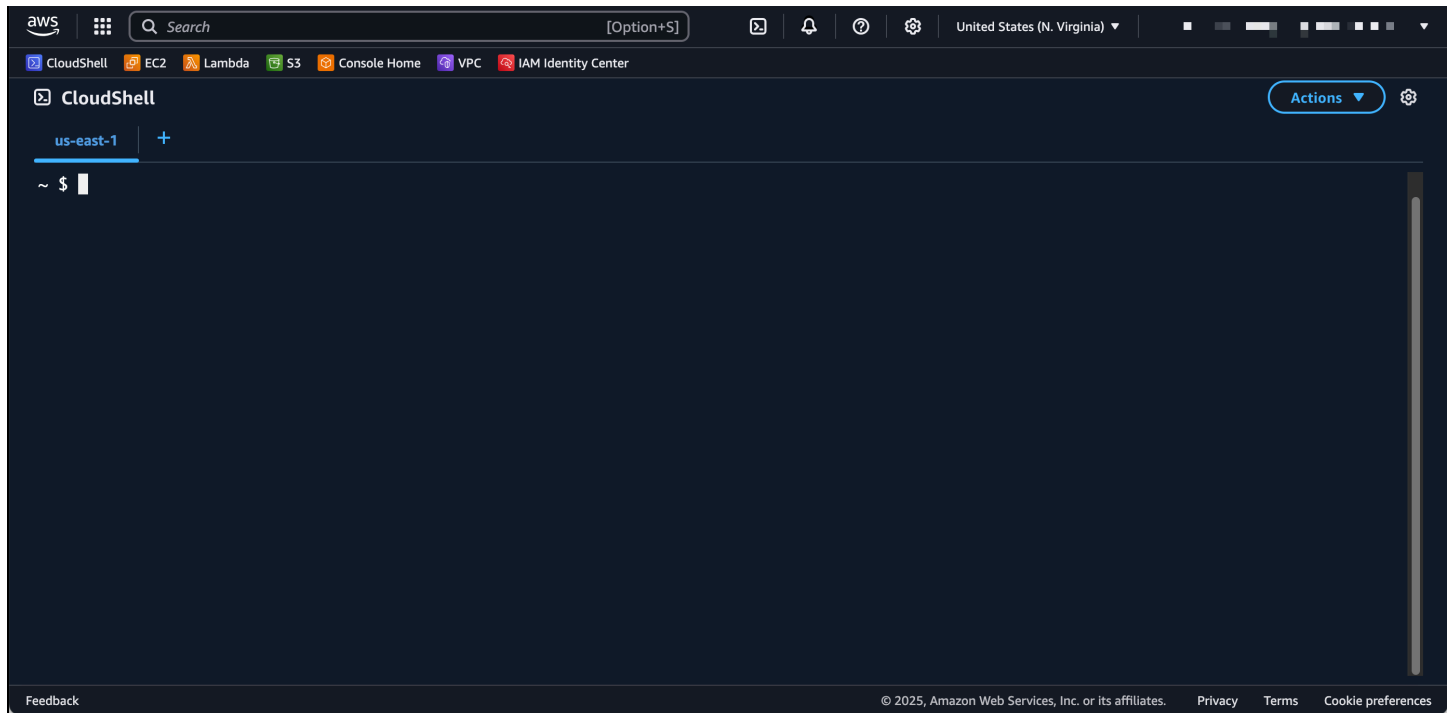 aws Search [Option+S] United States (N. Virginia)
CloudShell EC2 Lambda S3 Console Home VPC IAM Identity Center
CloudShell Actions
us-east-1 +
~ $
Feedback © 2025, Amazon Web Services, Inc. or its affiliates. Privacy Terms Cookie preferences